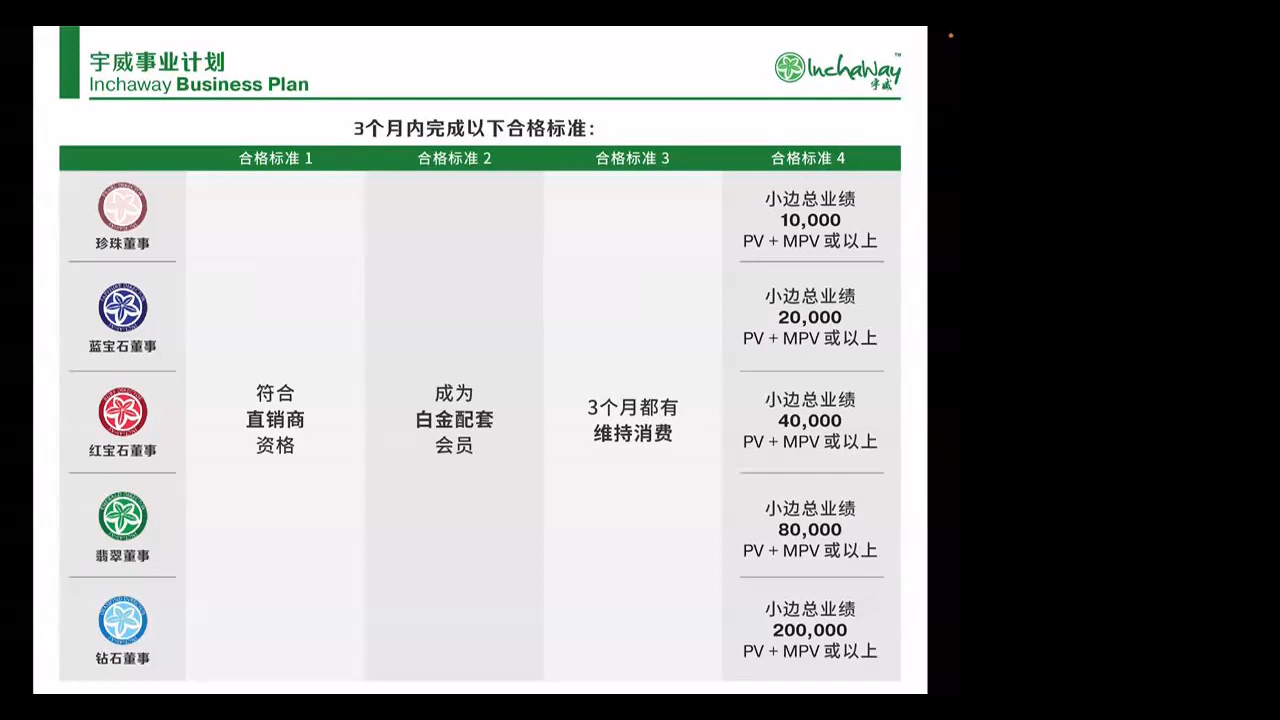 宇威事业计划
Inchaway Business Plan
InchaWay™
宇威
3个月内完成以下合格标准：
合格标准 1
合格标准 2
合格标准 3
合格标准 4
珍珠董事
小边总业绩
10,000
PV + MPV 或以上
蓝宝石董事
小边总业绩
20,000
PV + MPV 或以上
红宝石董事
符合
直销商
资格
成为
白金配套
会员
3个月都有
维持消费
小边总业绩
40,000
PV + MPV 或以上
翡翠董事
小边总业绩
80,000
PV + MPV 或以上
钻石董事
小边总业绩
200,000
PV + MPV 或以上